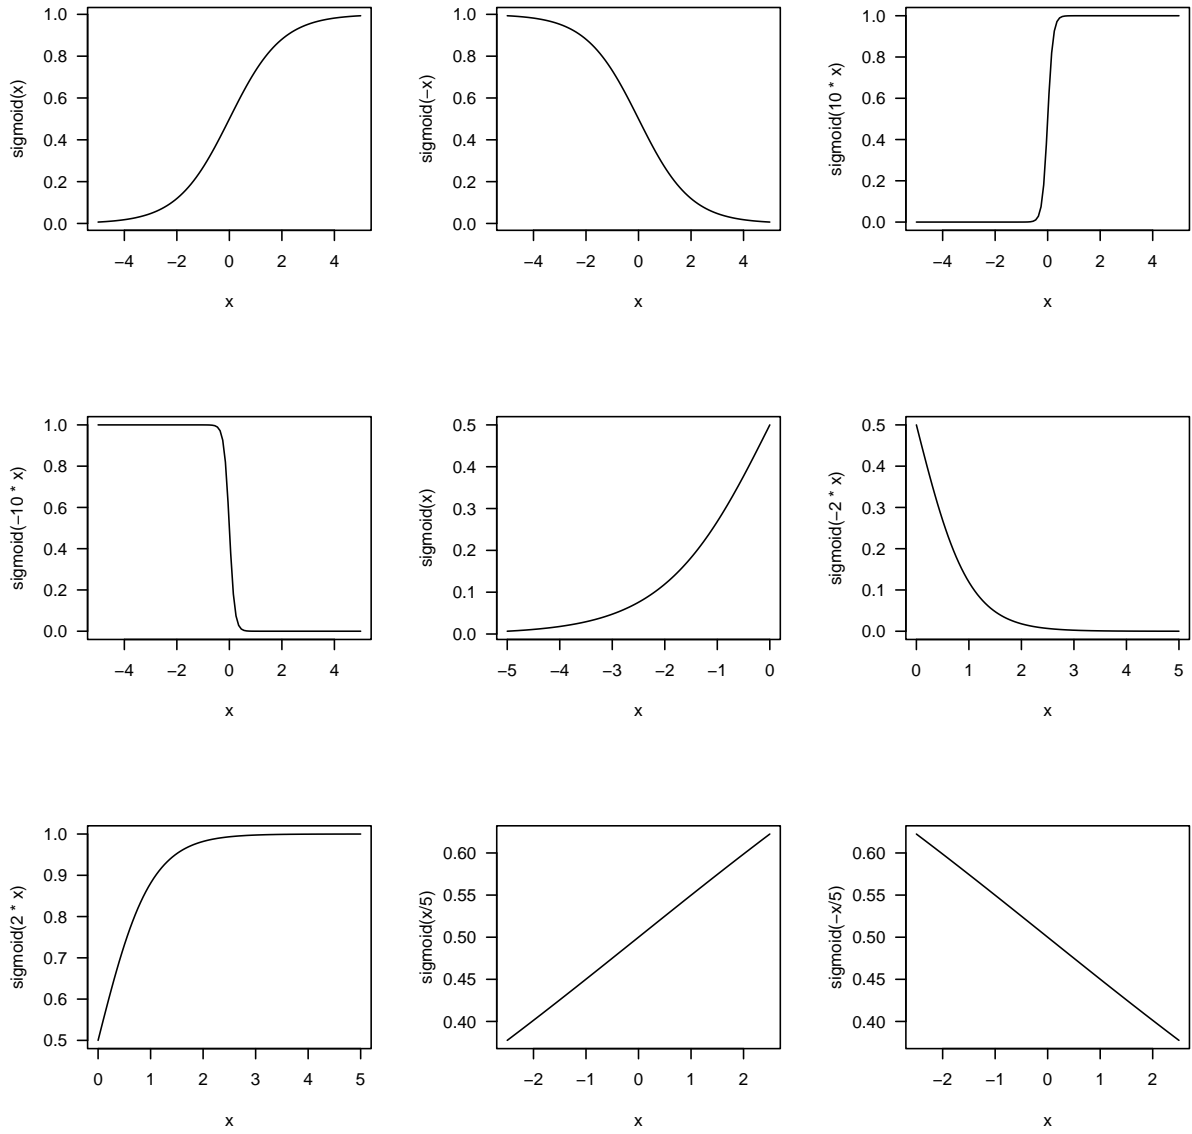 sigmoid(x)
1.0
0.8
0.6
0.4
0.2
0.0
−4 −2 0 2 4
x
sigmoid(−x)
1.0
0.8
0.6
0.4
0.2
0.0
−4 −2 0 2 4
x
sigmoid(10 * x)
1.0
0.8
0.6
0.4
0.2
0.0
−4 −2 0 2 4
x
sigmoid(−10 * x)
1.0
0.8
0.6
0.4
0.2
0.0
−4 −2 0 2 4
x
sigmoid(x)
0.5
0.4
0.3
0.2
0.1
0.0
−5 −4 −3 −2 −1 0
x
sigmoid(−2 * x)
0.5
0.4
0.3
0.2
0.1
0.0
0 1 2 3 4 5
x
sigmoid(2 * x)
1.0
0.9
0.8
0.7
0.6
0.5
0 1 2 3 4 5
x
sigmoid(x/5)
0.60
0.55
0.50
0.45
0.40
−2 −1 0 1 2
x
sigmoid(−x/5)
0.60
0.55
0.50
0.45
0.40
−2 −1 0 1 2
x